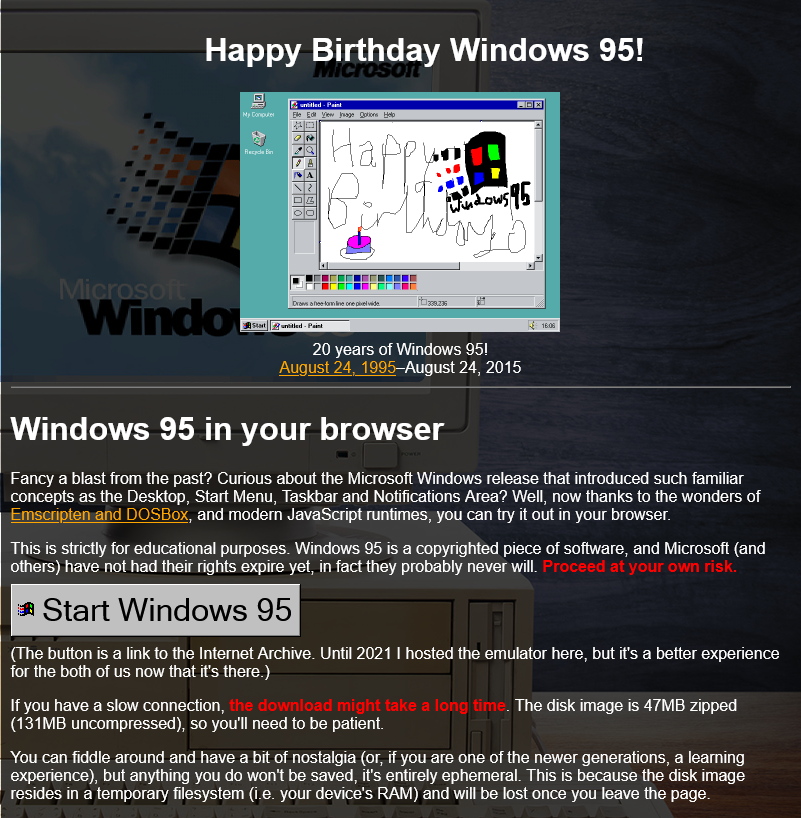 Happy Birthday Windows 95!
Microsoft
My Computer
Recycle Bin
untitled - Paint
File Edit View Image Options Help
Happy
Birthday
Windows 95
Draws a free-form line one pixel wide.
339,236
Start untitled - Paint 16:06
Microsoft
Windo
20 years of Windows 95!
August 24, 1995–August 24, 2015
Windows 95 in your browser
Fancy a blast from the past? Curious about the Microsoft Windows release that introduced such familiar
concepts as the Desktop, Start Menu, Taskbar and Notifications Area? Well, now thanks to the wonders of
Emscripten and DOSBox, and modern JavaScript runtimes, you can try it out in your browser.
This is strictly for educational purposes. Windows 95 is a copyrighted piece of software, and Microsoft (and
others) have not had their rights expire yet, in fact they probably never will. Proceed at your own risk.
Start Windows 95
(The button is a link to the Internet Archive. Until 2021 I hosted the emulator here, but it's a better experience
for the both of us now that it's there.)
If you have a slow connection, the download might take a long time. The disk image is 47MB zipped
(131MB uncompressed), so you'll need to be patient.
You can fiddle around and have a bit of nostalgia (or, if you are one of the newer generations, a learning
experience), but anything you do won't be saved, it's entirely ephemeral. This is because the disk image
resides in a temporary filesystem (i.e. your device's RAM) and will be lost once you leave the page.